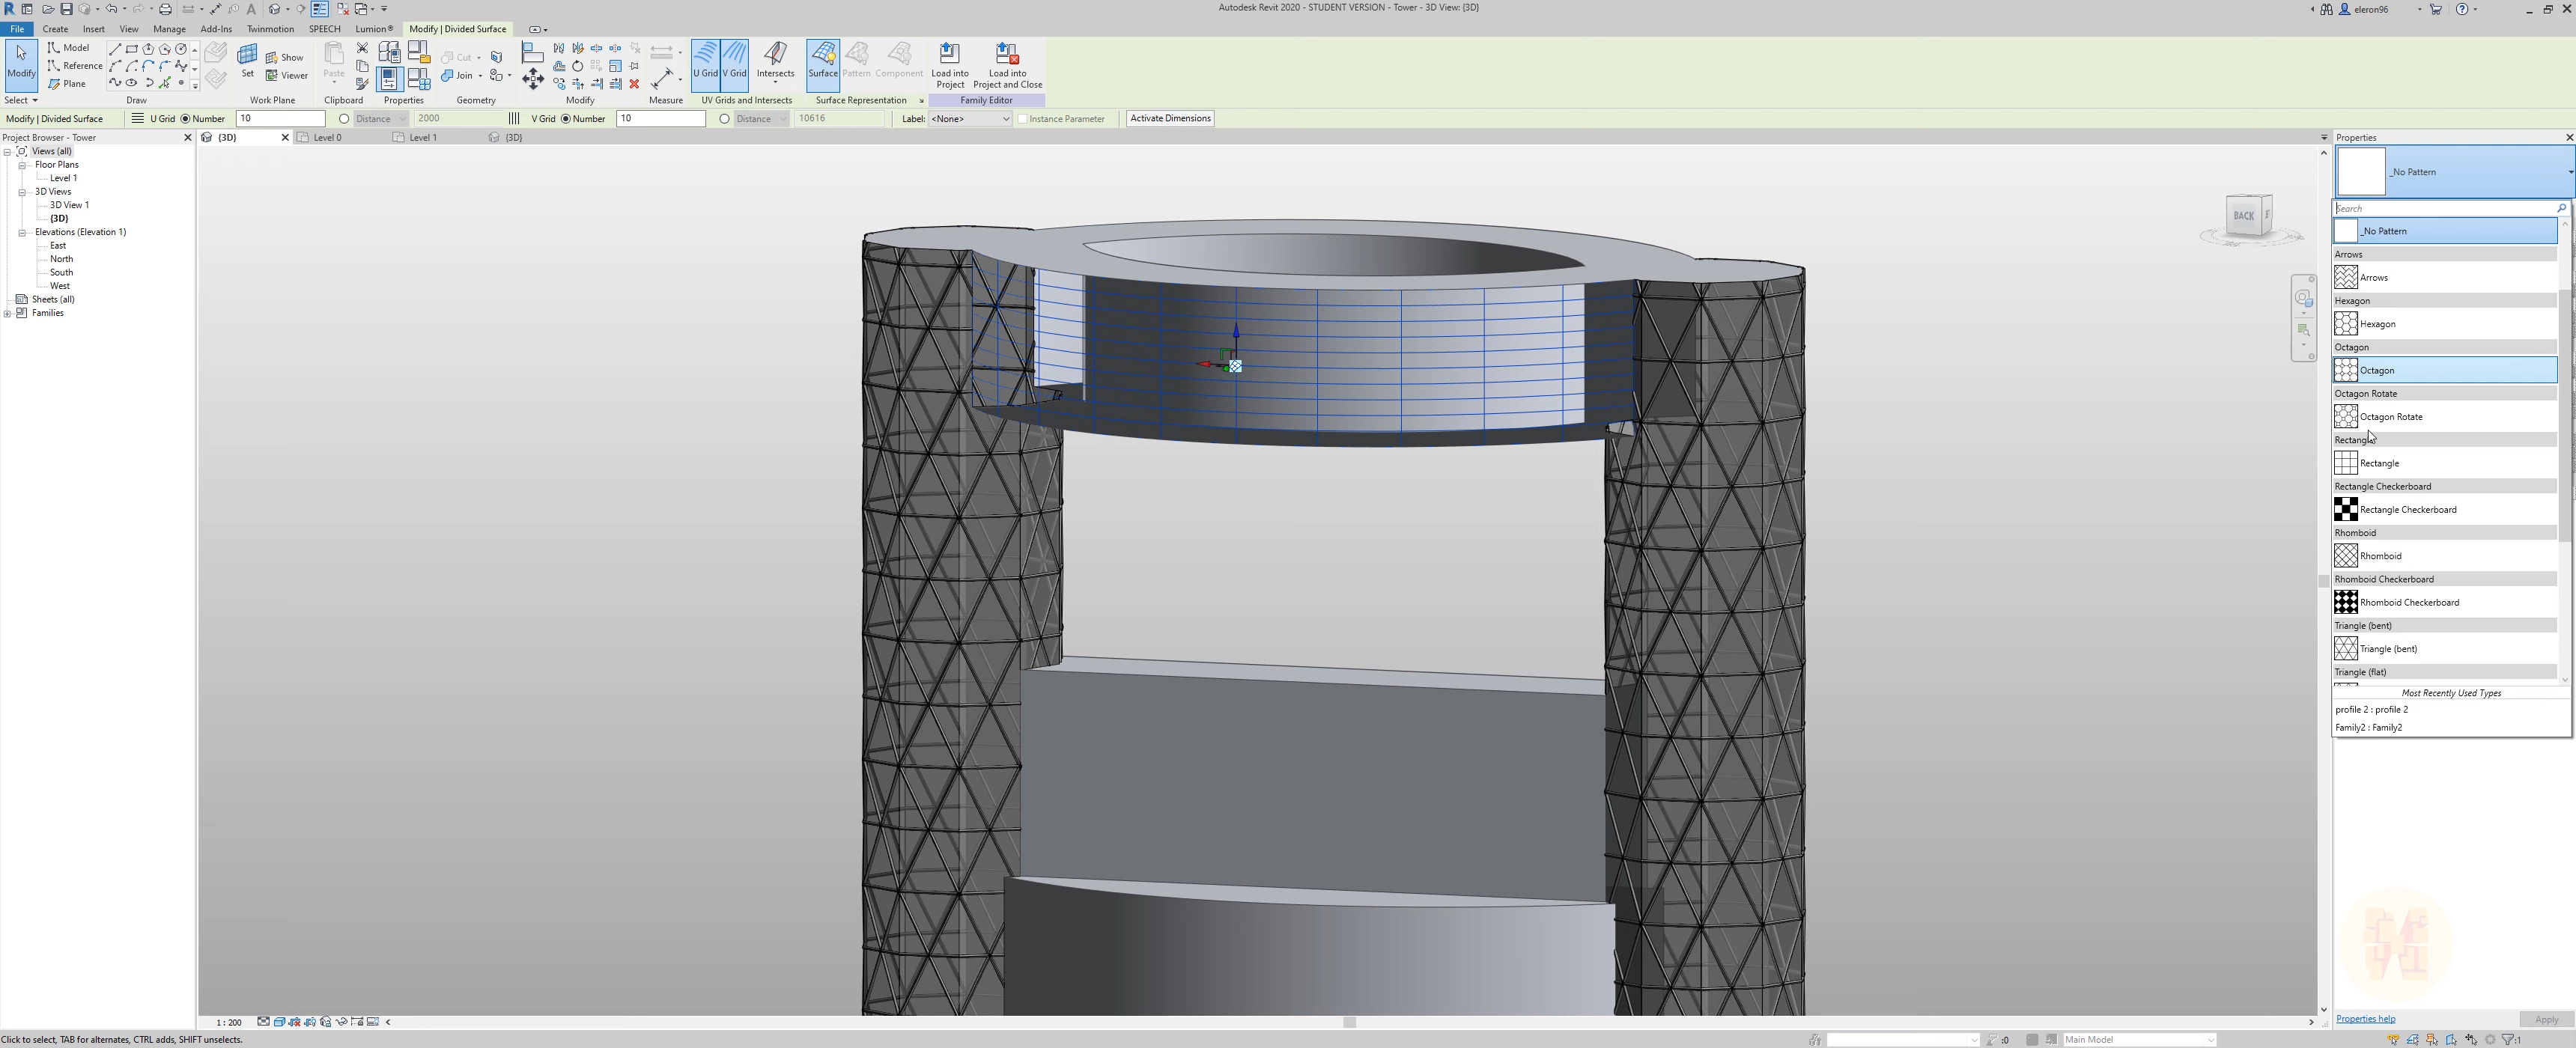 Autodesk Revit 2020 - STUDENT VERSION - Tower - 3D View: {3D}
eleron96
File Create Insert View Manage Add-Ins Twinmotion SPEECH Lumion® Modify | Divided Surface
Modify
Model
Reference
Plane
Set
Show
Viewer
Paste
Cut
Join
U Grid
V Grid
Intersects
Surface
Pattern
Component
Load into
Project
Load into
Project and Close
Select
Draw
Work Plane
Clipboard
Properties
Geometry
Modify
Measure
UV Grids and Intersects
Surface Representation
Family Editor
Modify | Divided Surface U Grid Number 10 Distance 2000 V Grid Number 10 Distance 10616 Label: <None> Instance Parameter Activate Dimensions
Project Browser - Tower
{3D}
Level 0
Level 1
{3D}
Views (all)
Floor Plans
Level 1
3D Views
3D View 1
{3D}
Elevations (Elevation 1)
East
North
South
West
Sheets (all)
Families
BACK
Properties
_No Pattern
Search
_No Pattern
Arrows
Arrows
Hexagon
Hexagon
Octagon
Octagon
Octagon Rotate
Octagon Rotate
Rectangle
Rectangle
Rectangle Checkerboard
Rectangle Checkerboard
Rhomboid
Rhomboid
Rhomboid Checkerboard
Rhomboid Checkerboard
Triangle (bent)
Triangle (bent)
Triangle (flat)
Most Recently Used Types
profile 2 : profile 2
Family2 : Family2
Properties help
Apply
1 : 200
Click to select, TAB for alternates, CTRL adds, SHIFT unselects.
:0
Main Model
:1